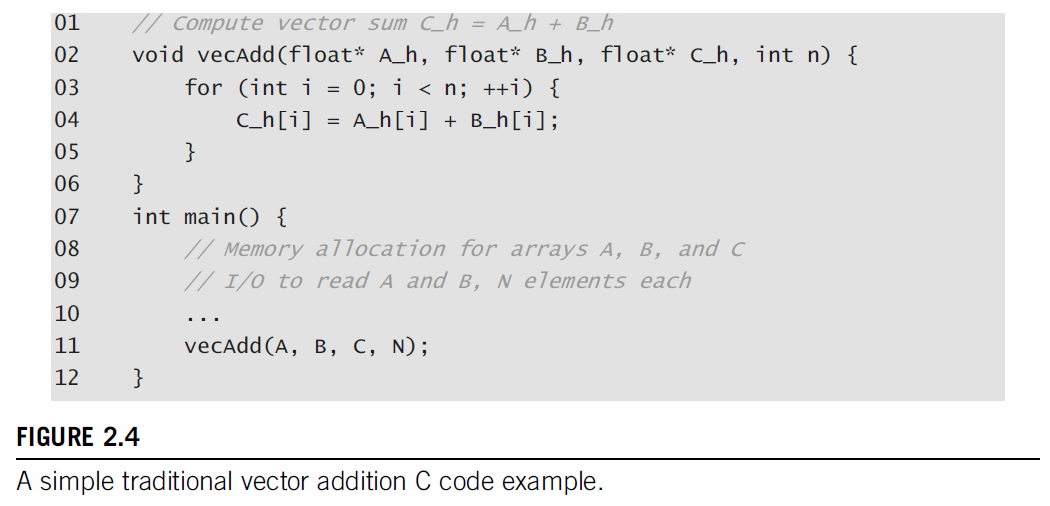 01 // Compute vector sum C_h = A_h + B_h
02 void vecAdd(float* A_h, float* B_h, float* C_h, int n) {
03 for (int i = 0; i < n; ++i) {
04 C_h[i] = A_h[i] + B_h[i];
05 }
06 }
07 int main() {
08 // Memory allocation for arrays A, B, and C
09 // I/O to read A and B, N elements each
10 ...
11 vecAdd(A, B, C, N);
12 }
FIGURE 2.4
A simple traditional vector addition C code example.